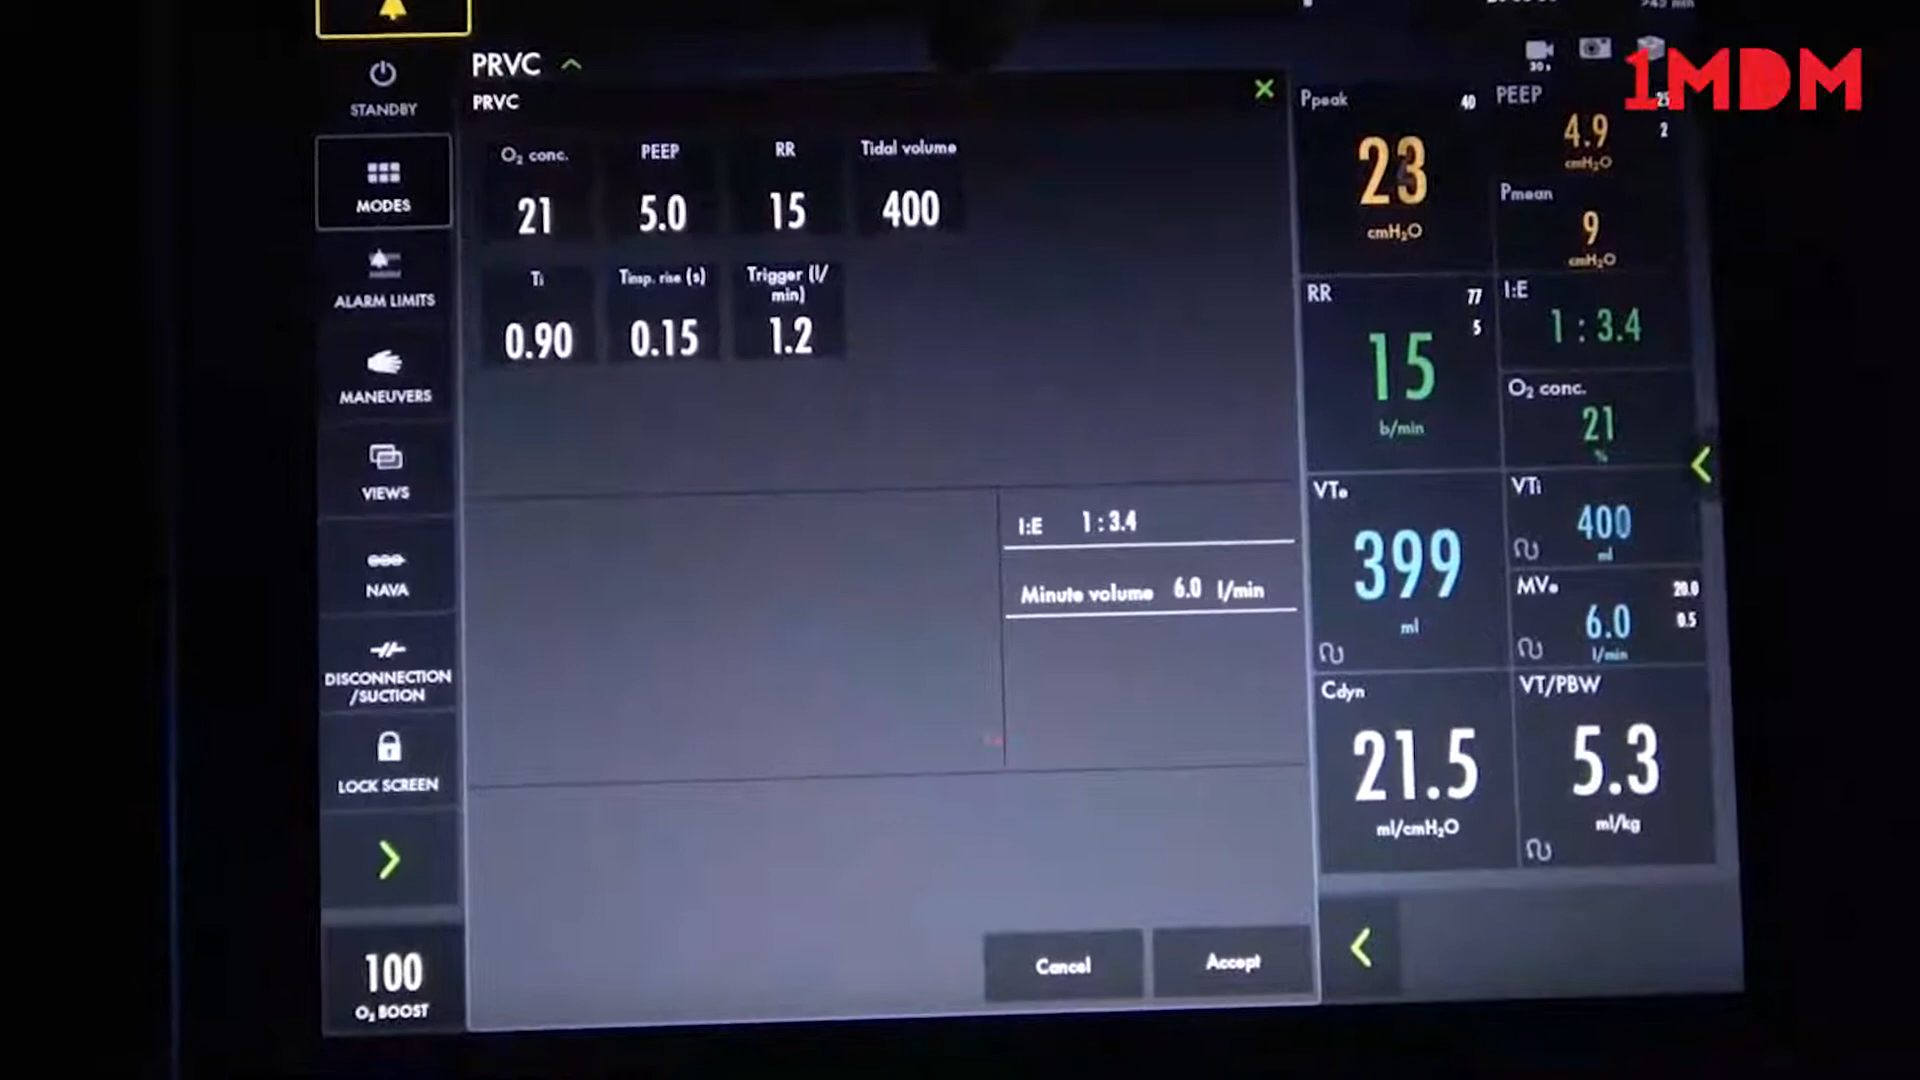 STANDBY
MODES
ALARM LIMITS
MANEUVERS
VIEWS
NAVA
DISCONNECTION
/SUCTION
LOCK SCREEN
100
O₂ BOOST
PRVC
PRVC
O₂ conc.
21
PEEP
5.0
RR
15
Tidal volume
400
Ti
0.90
Tinsp. rise (s)
0.15
Trigger (l/
min)
1.2
I:E 1 : 3.4
Minute volume 6.0 l/min
Cancel
Accept
30 s
1MDM
Ppeak 40
23
cmH₂O
PEEP
2
4.9
cmH₂O
Pmean
9
cmH₂O
RR 77
5
15
b/min
I:E
1 : 3.4
O₂ conc.
21
%
VTe
399
ml
VTi
400
ml
MVe 20.0
0.5
6.0
l/min
Cdyn
21.5
ml/cmH₂O
VT/PBW
5.3
ml/kg